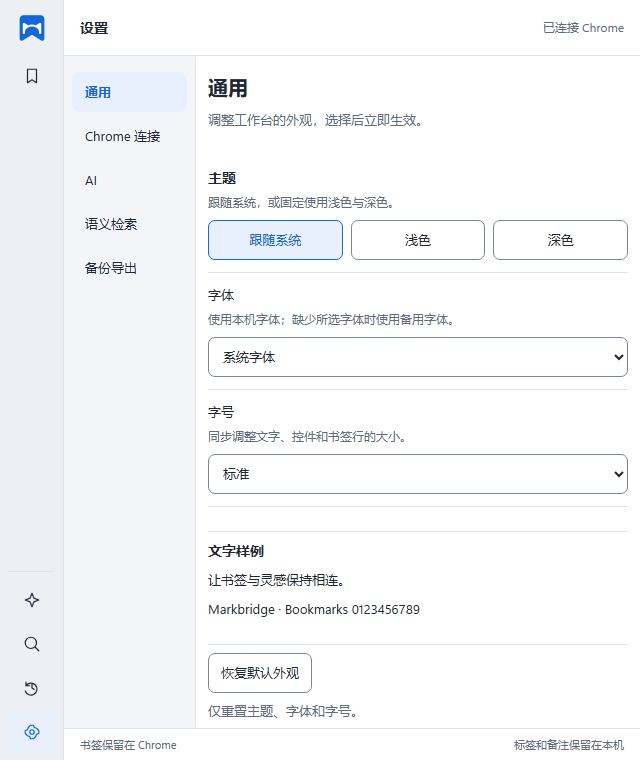 设置
已连接 Chrome
通用
Chrome 连接
AI
语义检索
备份导出
通用
调整工作台的外观，选择后立即生效。
主题
跟随系统，或固定使用浅色与深色。
跟随系统
浅色
深色
字体
使用本机字体；缺少所选字体时使用备用字体。
系统字体
字号
同步调整文字、控件和书签行的大小。
标准
文字样例
让书签与灵感保持相连。
Markbridge · Bookmarks 0123456789
恢复默认外观
仅重置主题、字体和字号。
书签保留在 Chrome
标签和备注保留在本机